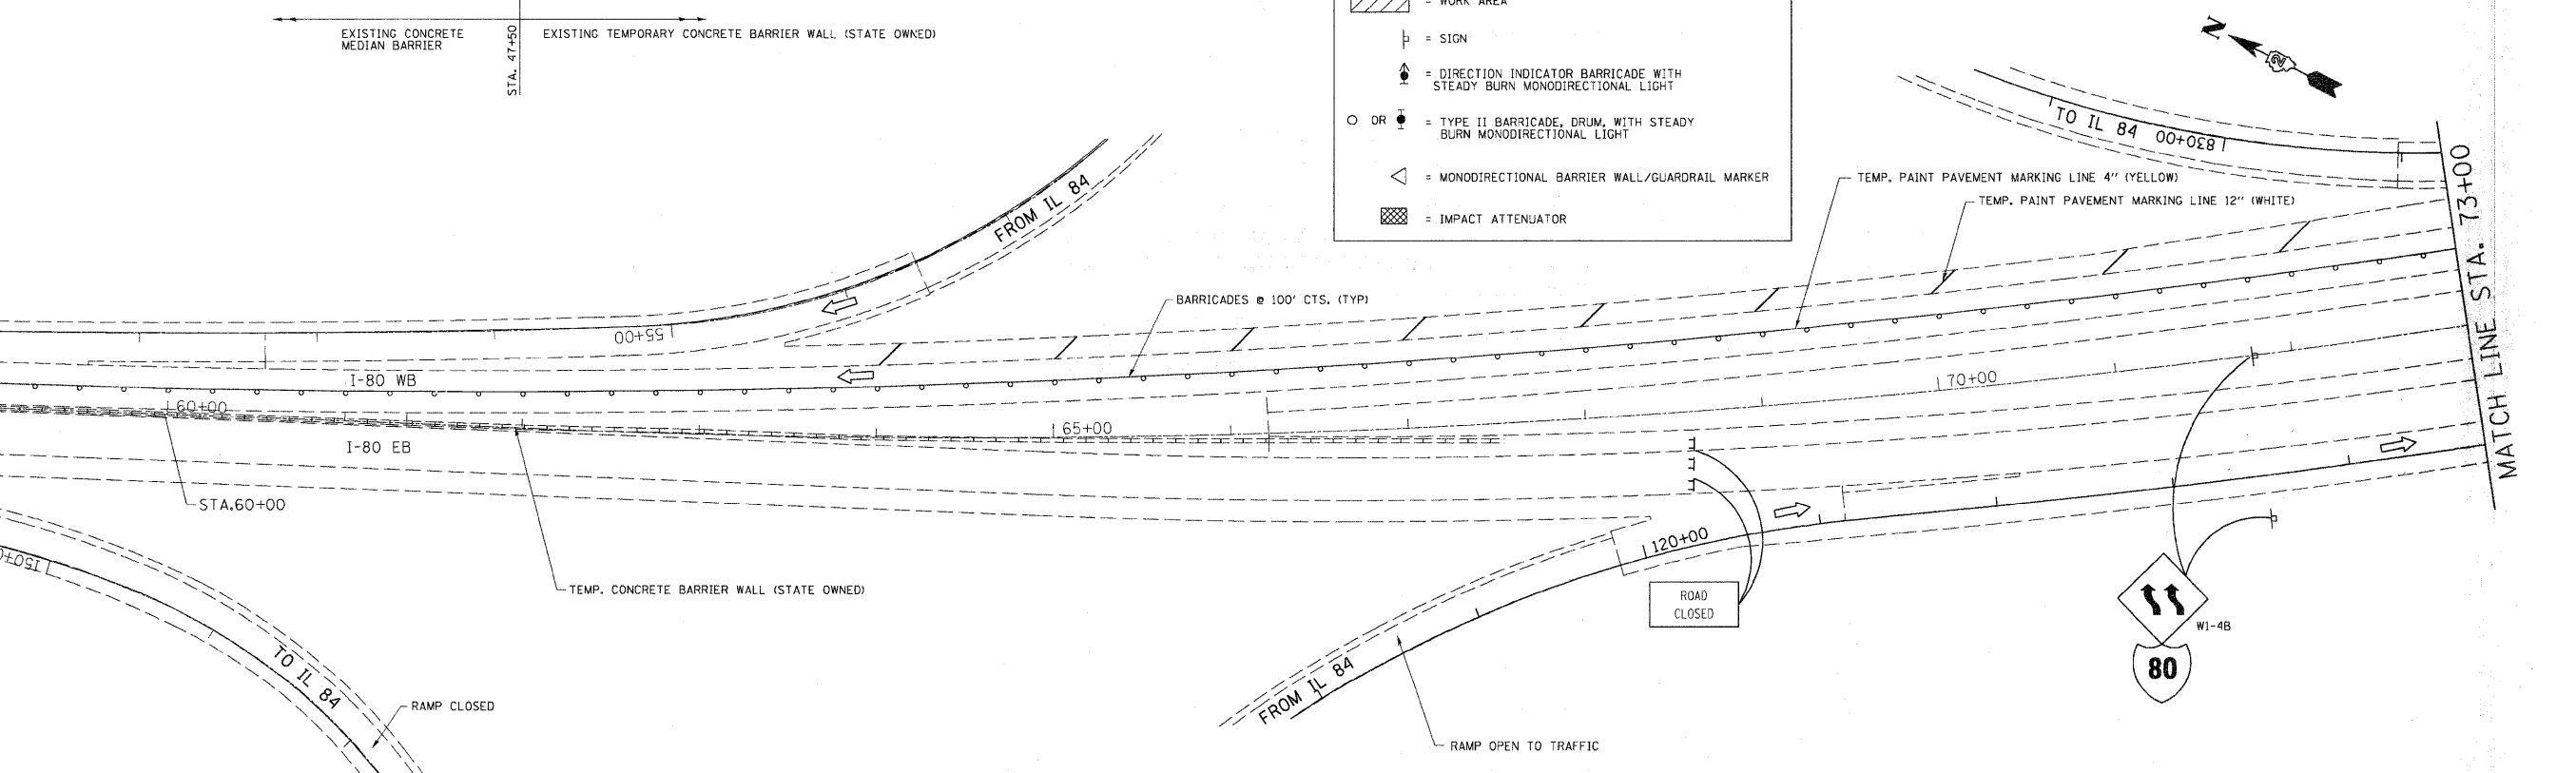 EXISTING CONCRETE
MEDIAN BARRIER
STA. 47+50
EXISTING TEMPORARY CONCRETE BARRIER WALL (STATE OWNED)
= WORK AREA
= SIGN
= DIRECTION INDICATOR BARRICADE WITH
STEADY BURN MONODIRECTIONAL LIGHT
OR
= TYPE II BARRICADE, DRUM, WITH STEADY
BURN MONODIRECTIONAL LIGHT
= MONODIRECTIONAL BARRIER WALL/GUARDRAIL MARKER
= IMPACT ATTENUATOR
N
2
TO IL 84
830+00
TEMP. PAINT PAVEMENT MARKING LINE 4" (YELLOW)
TEMP. PAINT PAVEMENT MARKING LINE 12" (WHITE)
MATCH LINE STA. 73+00
FROM IL 84
BARRICADES @ 100' CTS. (TYP)
55+00
I-80 WB
60+00
65+00
70+00
I-80 EB
STA.60+00
150+00
TEMP. CONCRETE BARRIER WALL (STATE OWNED)
120+00
ROAD
CLOSED
W1-4B
80
TO IL 84
RAMP CLOSED
FROM IL 84
RAMP OPEN TO TRAFFIC